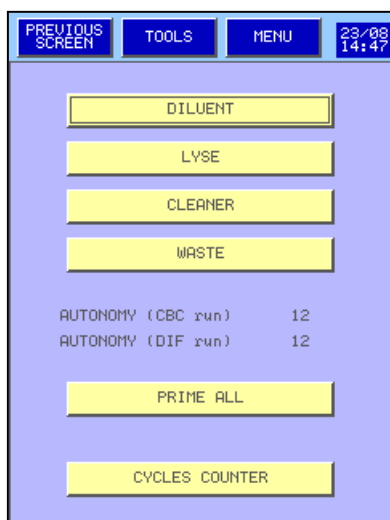 PREVIOUS SCREEN
TOOLS
MENU
23/08
14:47
DILUENT
LYSE
CLEANER
WASTE
AUTONOMY (CBC run) 12
AUTONOMY (DIF run) 12
PRIME ALL
CYCLES COUNTER